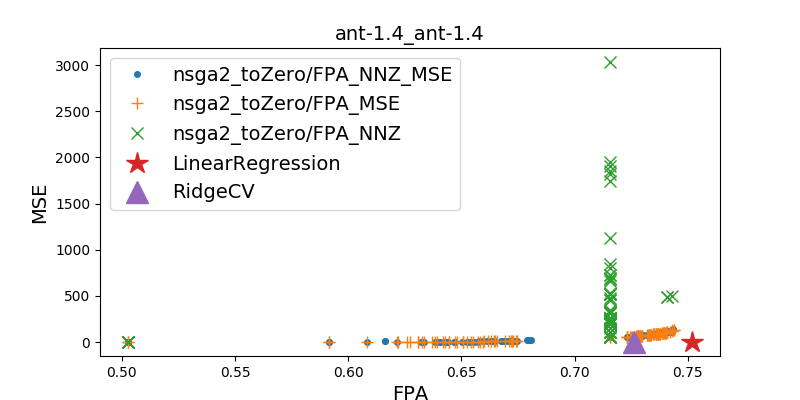 ant-1.4_ant-1.4
3000
2500
2000
1500
1000
500
0
MSE
nsga2_toZero/FPA_NNZ_MSE
nsga2_toZero/FPA_MSE
nsga2_toZero/FPA_NNZ
LinearRegression
RidgeCV
0.50 0.55 0.60 0.65 0.70 0.75
FPA